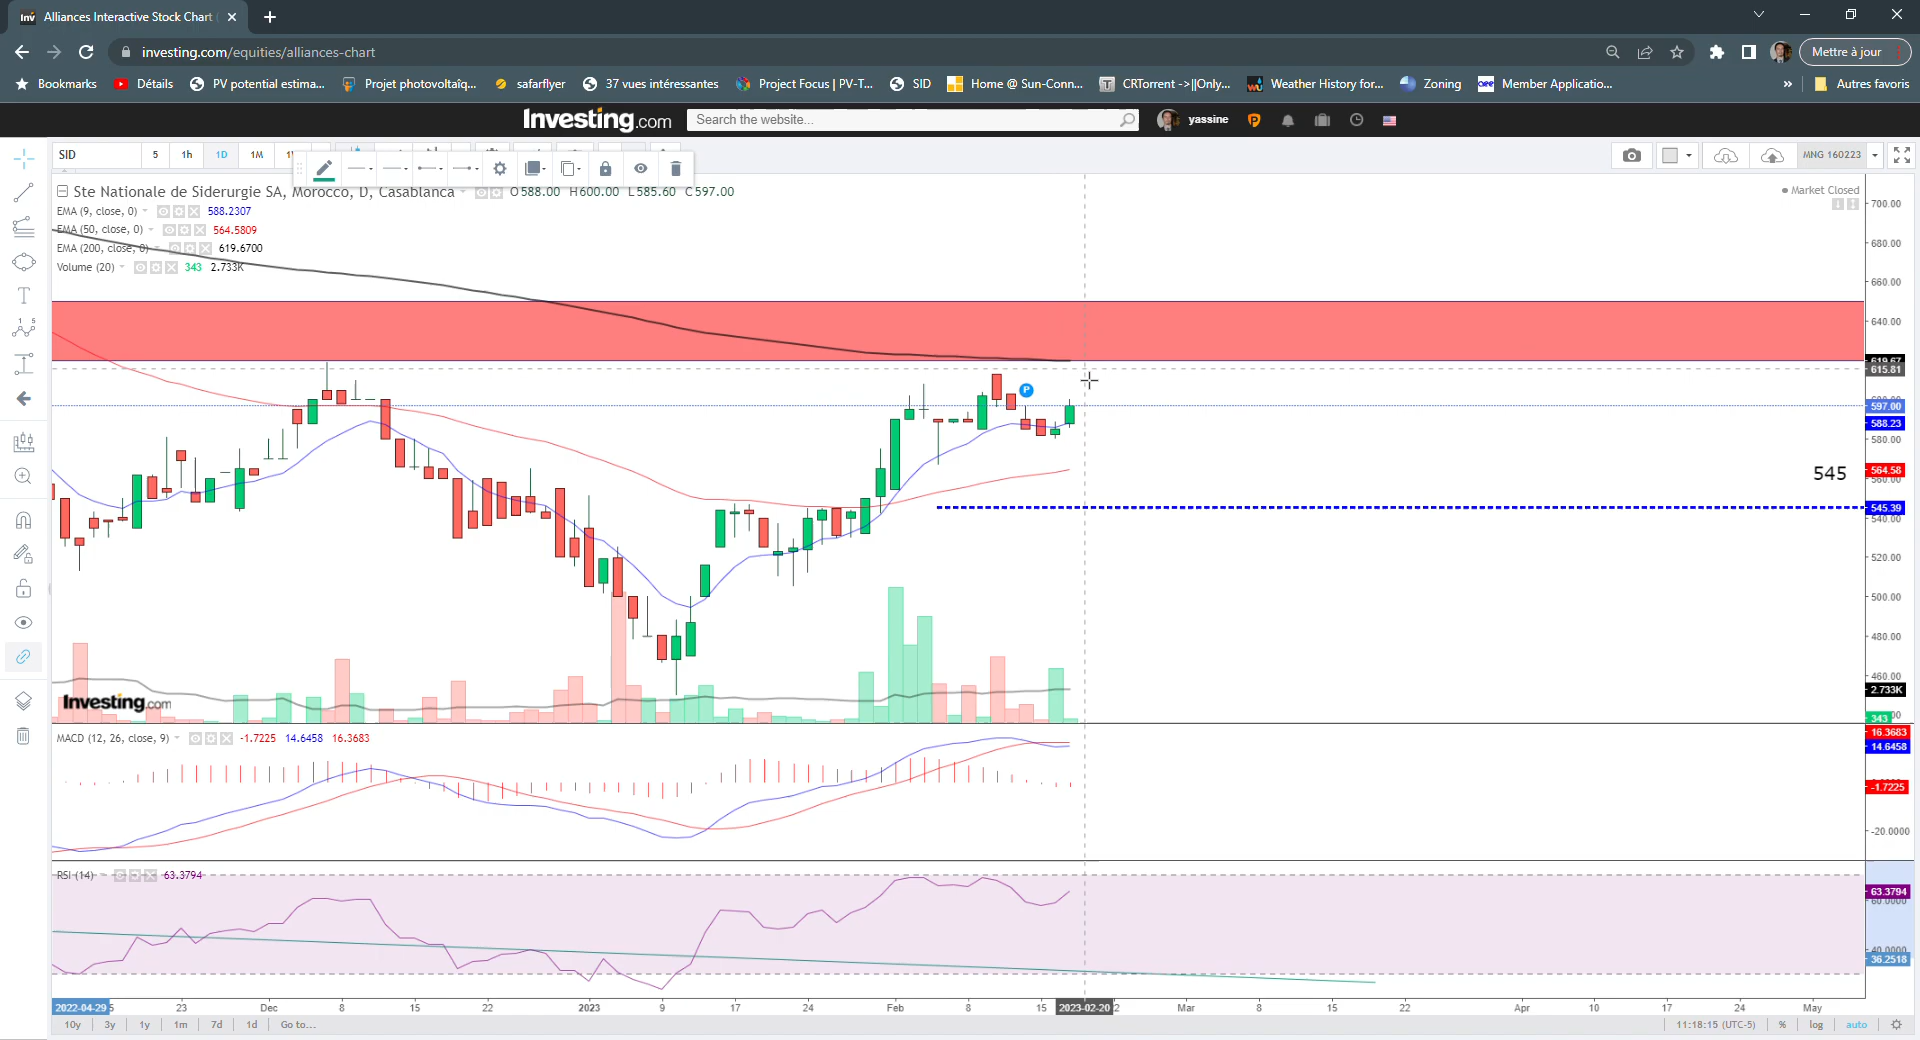 Alliances Interactive Stock Chart
investing.com/equities/alliances-chart
Mettre à jour
Bookmarks
Détails
PV potential estima...
Projet photovoltaîq...
safarflyer
37 vues intéressantes
Project Focus | PV-T...
SID
Home @ Sun-Conn...
CRTorrent ->||Only...
Weather History for...
Zoning
Member Applicatio...
»
Autres favoris
Investing.com
Search the website...
yassine
SID
5
1h
1D
1M
MNG 160223
Ste Nationale de Siderurgie SA, Morocco, D, Casablanca
O588.00 H600.00 L585.60 C597.00
Market Closed
EMA (9, close, 0) 588.2307
EMA (50, close, 0) 564.5809
EMA (200, close, 0) 619.6700
Volume (20) 343 2.733K
700.00
680.00
660.00
640.00
619.67
615.81
597.00
588.23
580.00
564.58
560.00
545
545.39
540.00
520.00
500.00
480.00
460.00
2.733K
343
P
Investing.com
MACD (12, 26, close, 9) -1.7225 14.6458 16.3683
16.3683
14.6458
-1.7225
-20.0000
RSI (14) 63.3794
63.3794
60.0000
40.0000
36.2518
2022-04-29
23
Dec
8
15
22
2023
9
17
24
Feb
8
15
2023-02-20
Mar
8
15
22
Apr
10
17
24
May
10y
3y
1y
1m
7d
1d
Go to...
11:18:15 (UTC-5)
%
log
auto